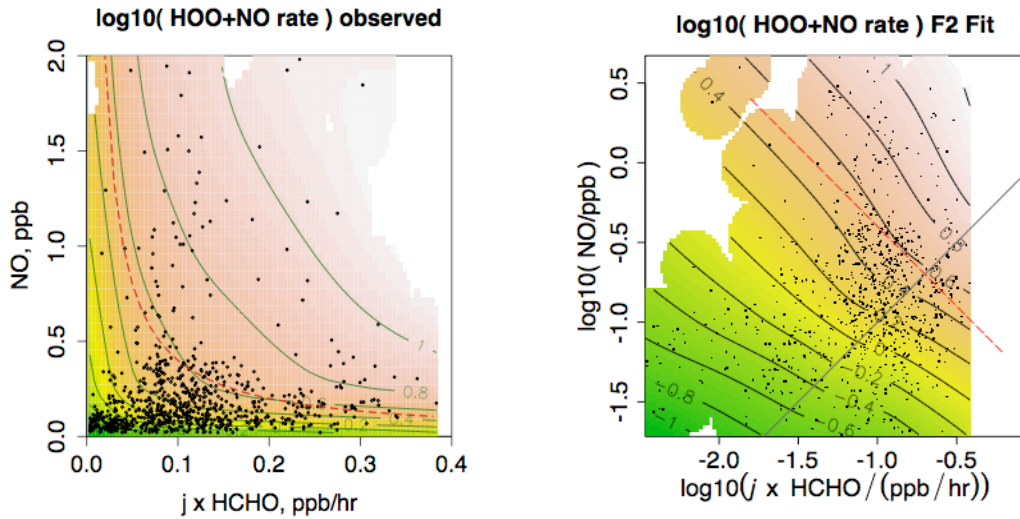 log10( HOO+NO rate ) observed
NO, ppb
2.0
1.5
1.0
0.5
0.0
1
0.8
0.0 0.1 0.2 0.3 0.4
j x HCHO, ppb/hr
log10( HOO+NO rate ) F2 Fit
log10( NO/ppb )
0.5
0.0
-0.5
-1.0
-1.5
0.4
1
0.8
−0.2
−0.4
−0.6
−0.8
−1
-2.0 -1.5 -1.0 -0.5
log10(j x HCHO/(ppb/hr))